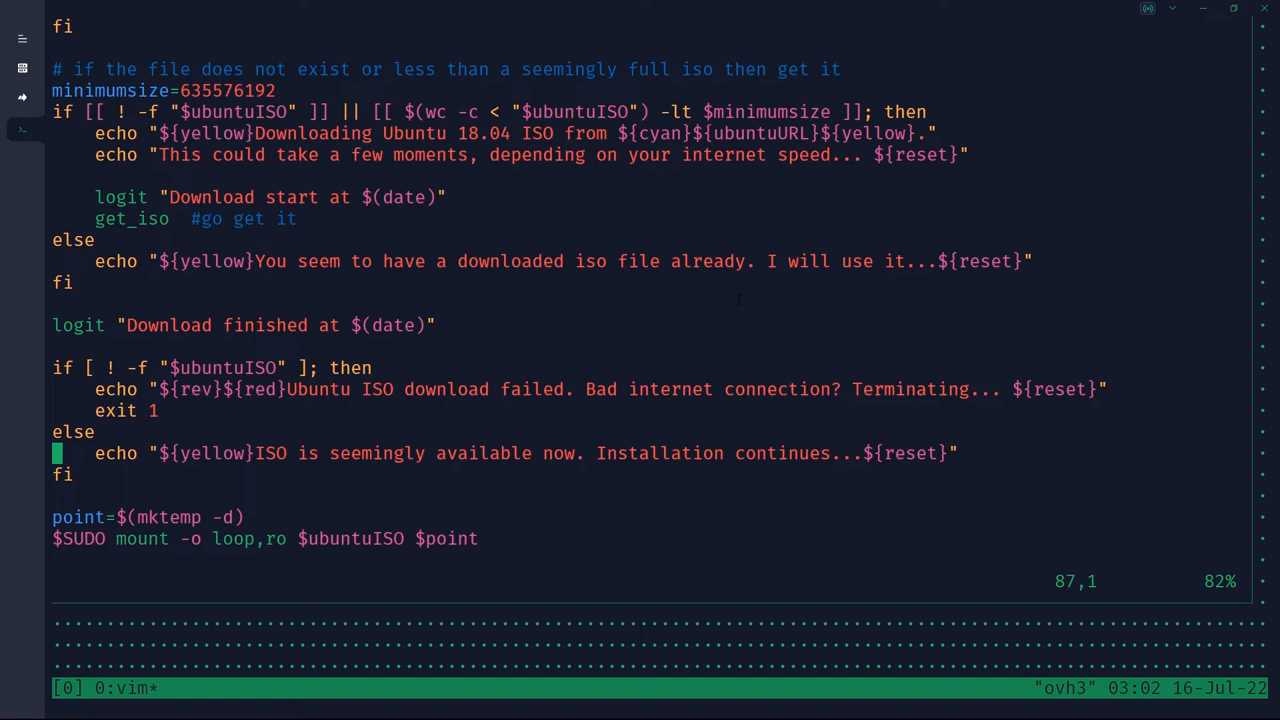 fi
# if the file does not exist or less than a seemingly full iso then get it
minimumsize=635576192
if [[ ! -f "$ubuntuISO" ]] || [[ $(wc -c < "$ubuntuISO") -lt $minimumsize ]]; then
    echo "${yellow}Downloading Ubuntu 18.04 ISO from ${cyan}${ubuntuURL}${yellow}."
    echo "This could take a few moments, depending on your internet speed... ${reset}"
    logit "Download start at $(date)"
    get_iso  #go get it
else
    echo "${yellow}You seem to have a downloaded iso file already. I will use it...${reset}"
fi
logit "Download finished at $(date)"
if [ ! -f "$ubuntuISO" ]; then
    echo "${rev}${red}Ubuntu ISO download failed. Bad internet connection? Terminating... ${reset}"
    exit 1
else
    echo "${yellow}ISO is seemingly available now. Installation continues...${reset}"
fi
point=$(mktemp -d)
$SUDO mount -o loop,ro $ubuntuISO $point
87,1 82%
[0] 0:vim* "ovh3" 03:02 16-Jul-22